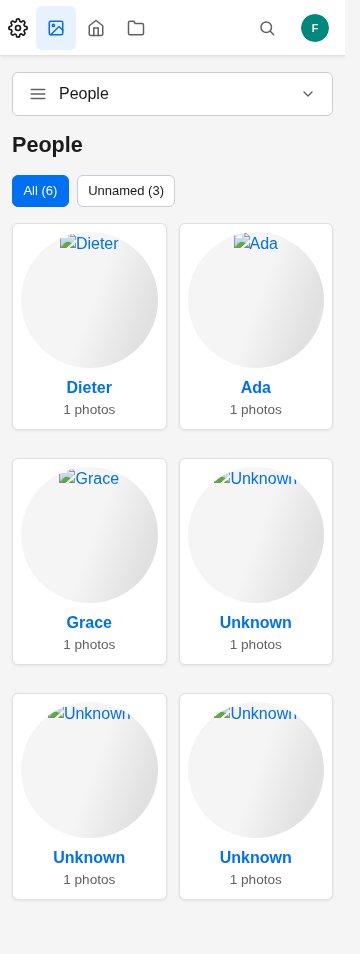 F
People
People
All (6)
Unnamed (3)
Dieter
Ada
Dieter
Ada
1 photos
1 photos
Grace
Unknown
Grace
Unknown
1 photos
1 photos
Unknown
Unknown
Unknown
Unknown
1 photos
1 photos